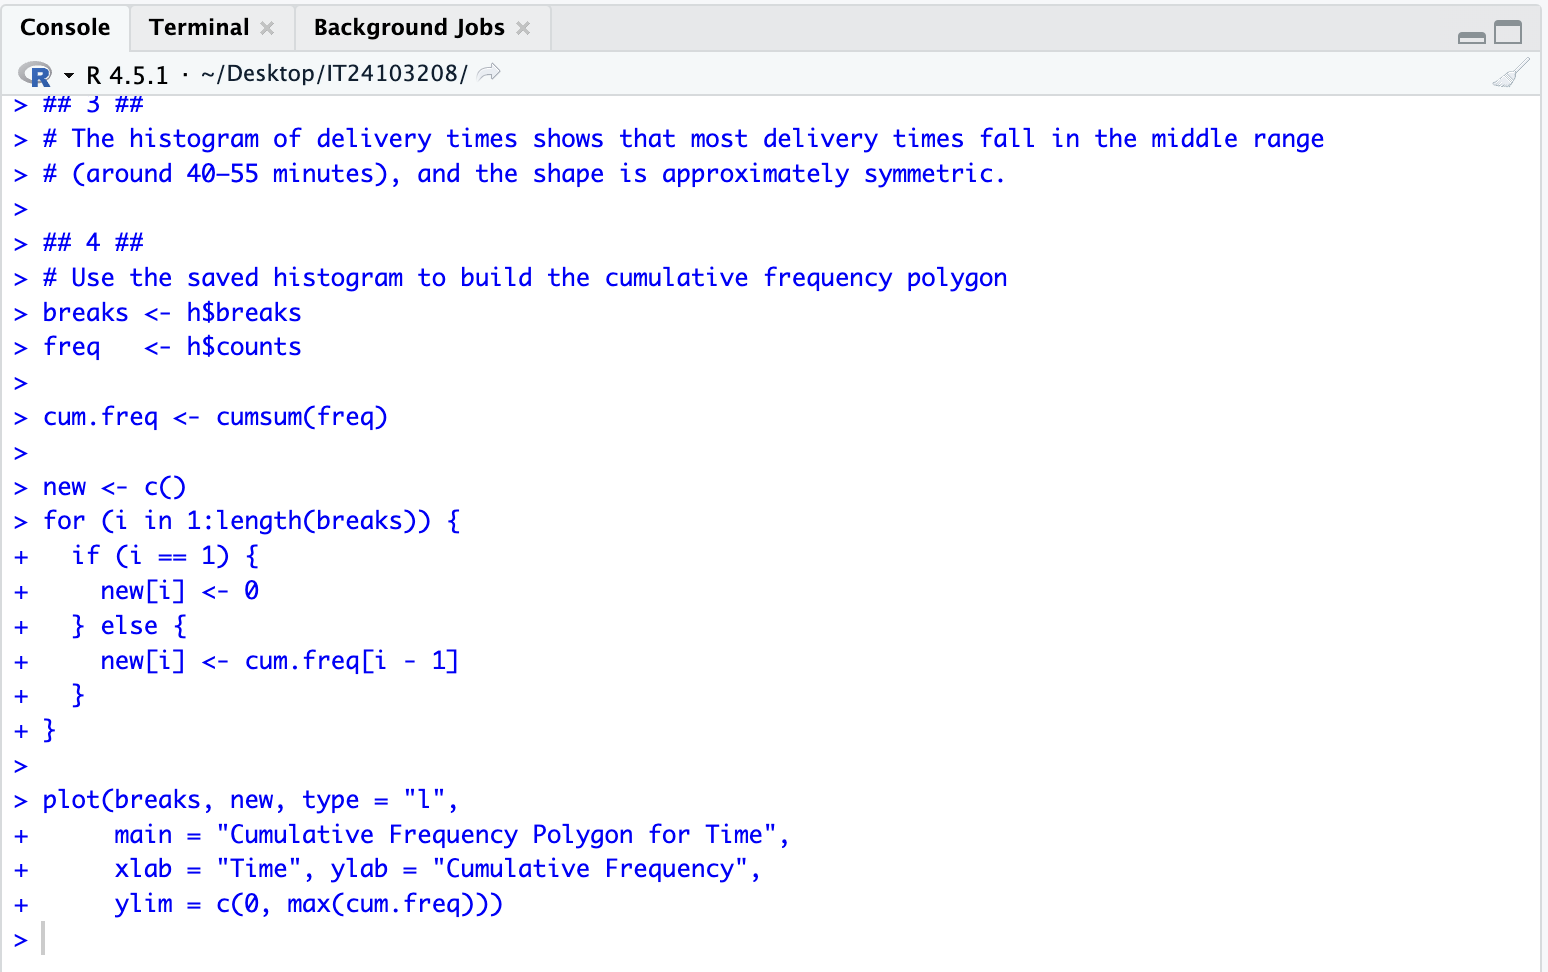 Console Terminal Background Jobs
R 4.5.1 · ~/Desktop/IT24103208/
> ## 3 ##
> # The histogram of delivery times shows that most delivery times fall in the middle range
> # (around 40–55 minutes), and the shape is approximately symmetric.
>
> ## 4 ##
> # Use the saved histogram to build the cumulative frequency polygon
> breaks <- h$breaks
> freq   <- h$counts
>
> cum.freq <- cumsum(freq)
>
> new <- c()
> for (i in 1:length(breaks)) {
+   if (i == 1) {
+     new[i] <- 0
+   } else {
+     new[i] <- cum.freq[i - 1]
+   }
+ }
>
> plot(breaks, new, type = "l",
+      main = "Cumulative Frequency Polygon for Time",
+      xlab = "Time", ylab = "Cumulative Frequency",
+      ylim = c(0, max(cum.freq)))
>